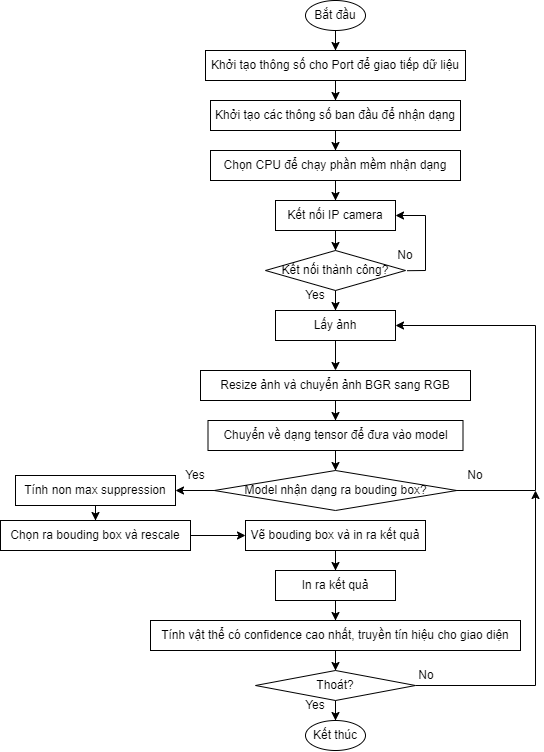 Bắt đầu
Khởi tạo thông số cho Port để giao tiếp dữ liệu
Khởi tạo các thông số ban đầu để nhận dạng
Chọn CPU để chạy phần mềm nhận dạng
Kết nối IP camera
No
Kết nối thành công?
Yes
Lấy ảnh
Resize ảnh và chuyển ảnh BGR sang RGB
Chuyển về dạng tensor để đưa vào model
Yes
No
Model nhận dạng ra bouding box?
Tính non max suppression
Chọn ra bouding box và rescale
Vẽ bouding box và in ra kết quả
In ra kết quả
Tính vật thể có confidence cao nhất, truyền tín hiệu cho giao diện
No
Thoát?
Yes
Kết thúc